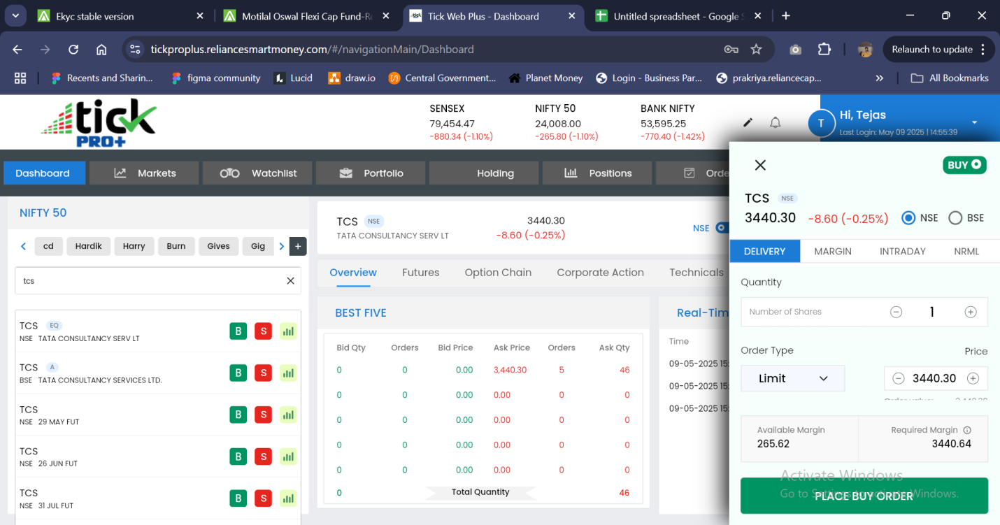 Ekyc stable version
Motilal Oswal Flexi Cap Fund-R
Tick Web Plus - Dashboard
Untitled spreadsheet - Google S
tickproplus.reliancesmartmoney.com/#/navigationMain/Dashboard
Relaunch to update
Recents and Sharin...
figma community
Lucid
draw.io
Central Government...
Planet Money
Login - Business Par...
prakriya.reliancecap...
»
All Bookmarks
tick
PRO+
SENSEX
79,454.47
-880.34 (-1.10%)
NIFTY 50
24,008.00
-265.80 (-1.10%)
BANK NIFTY
53,595.25
-770.40 (-1.42%)
T
Hi, Tejas
Last Login: May 09 2025 | 14:55:39
Dashboard
Markets
Watchlist
Portfolio
Holding
Positions
Orde
NIFTY 50
cd
Hardik
Harry
Burn
Gives
Gig
+
tcs
TCS EQ
NSE TATA CONSULTANCY SERV LT
B S
TCS A
BSE TATA CONSULTANCY SERVICES LTD.
B S
TCS
NSE 29 MAY FUT
B S
TCS
NSE 26 JUN FUT
B S
TCS
NSE 31 JUL FUT
B S
TCS NSE
TATA CONSULTANCY SERV LT
3440.30
-8.60 (-0.25%)
NSE
Overview
Futures
Option Chain
Corporate Action
Technicals
BEST FIVE
Bid Qty Orders Bid Price Ask Price Orders Ask Qty
0 0 0.00 3,440.30 5 46
0 0 0.00 0.00 0 0
0 0 0.00 0.00 0 0
0 0 0.00 0.00 0 0
0 0 0.00 0.00 0 0
0 Total Quantity 46
Real-Tim
Time
09-05-2025 15:
09-05-2025 15:
09-05-2025 15:
BUY
TCS NSE
3440.30 -8.60 (-0.25%) NSE BSE
DELIVERY MARGIN INTRADAY NRML
Quantity
Number of Shares 1
Order Type Price
Limit 3440.30
Available Margin Required Margin
265.62 3440.64
Activate Windows
Go to Settings to activate Windows.
PLACE BUY ORDER